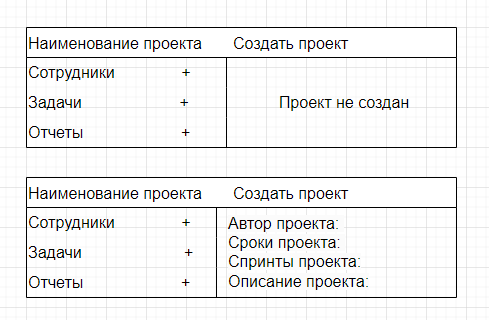 Наименование проекта Создать проект
Сотрудники +
Задачи + Проект не создан
Отчеты +
Наименование проекта Создать проект
Сотрудники + Автор проекта:
Сроки проекта:
Задачи + Спринты проекта:
Отчеты + Описание проекта: